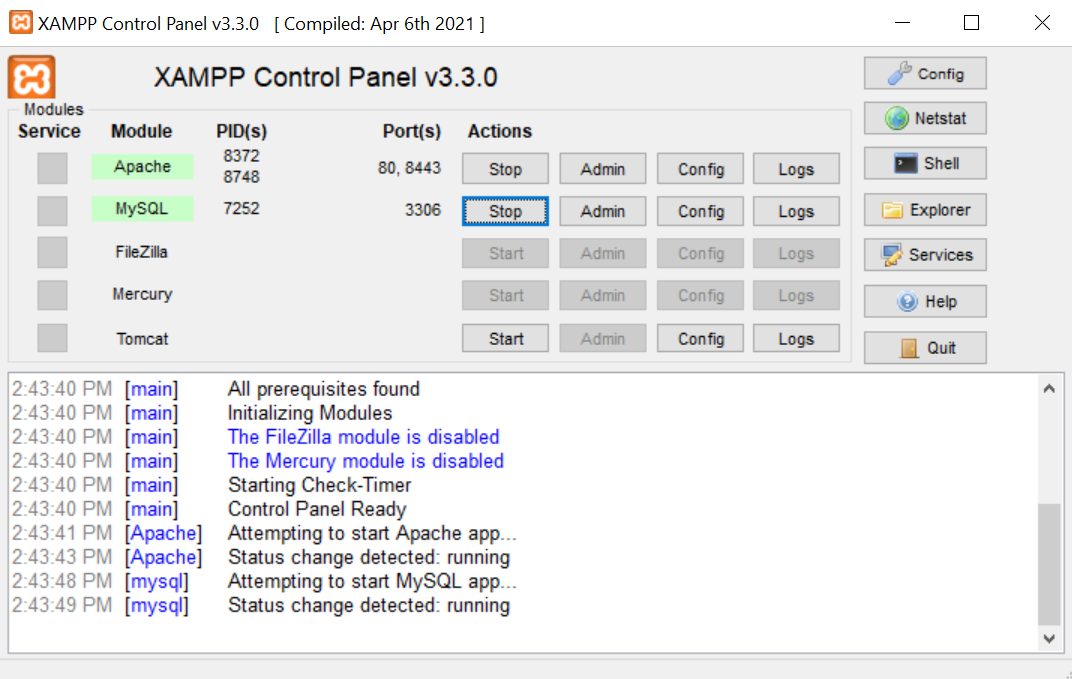 XAMPP Control Panel v3.3.0 [ Compiled: Apr 6th 2021 ]
XAMPP Control Panel v3.3.0
Config
Modules
Service Module PID(s) Port(s) Actions
Netstat
Apache 8372 8748 80, 8443 Stop Admin Config Logs
Shell
MySQL 7252 3306 Stop Admin Config Logs
Explorer
FileZilla Start Admin Config Logs
Services
Mercury Start Admin Config Logs
Help
Tomcat Start Admin Config Logs
Quit
2:43:40 PM [main] All prerequisites found
2:43:40 PM [main] Initializing Modules
2:43:40 PM [main] The FileZilla module is disabled
2:43:40 PM [main] The Mercury module is disabled
2:43:40 PM [main] Starting Check-Timer
2:43:40 PM [main] Control Panel Ready
2:43:41 PM [Apache] Attempting to start Apache app...
2:43:43 PM [Apache] Status change detected: running
2:43:48 PM [mysql] Attempting to start MySQL app...
2:43:49 PM [mysql] Status change detected: running